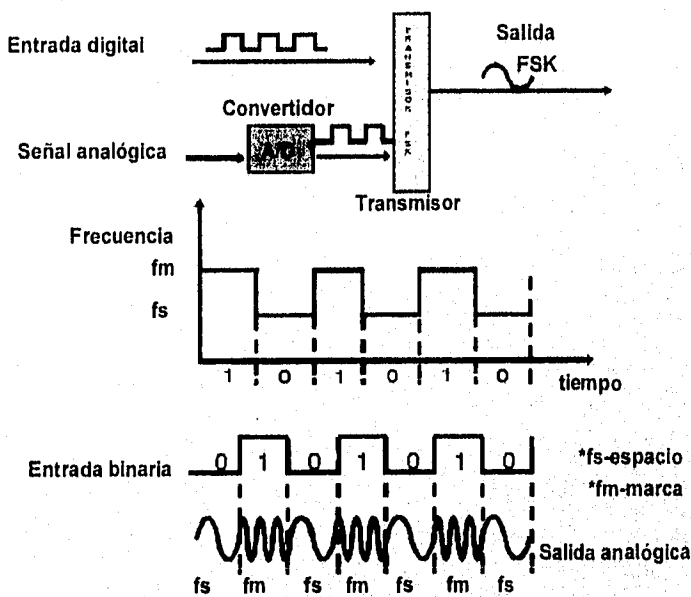 Entrada digital
Salida
FSK
TRANSMISOR FSK
Convertidor
A/D
Señal analógica
Transmisor
Frecuencia
fm
fs
1 0 1 0 1 0
tiempo
Entrada binaria
0 1 0 1 0 1 0
*fs-espacio
*fm-marca
Salida analógica
fs fm fs fm fs fm fs